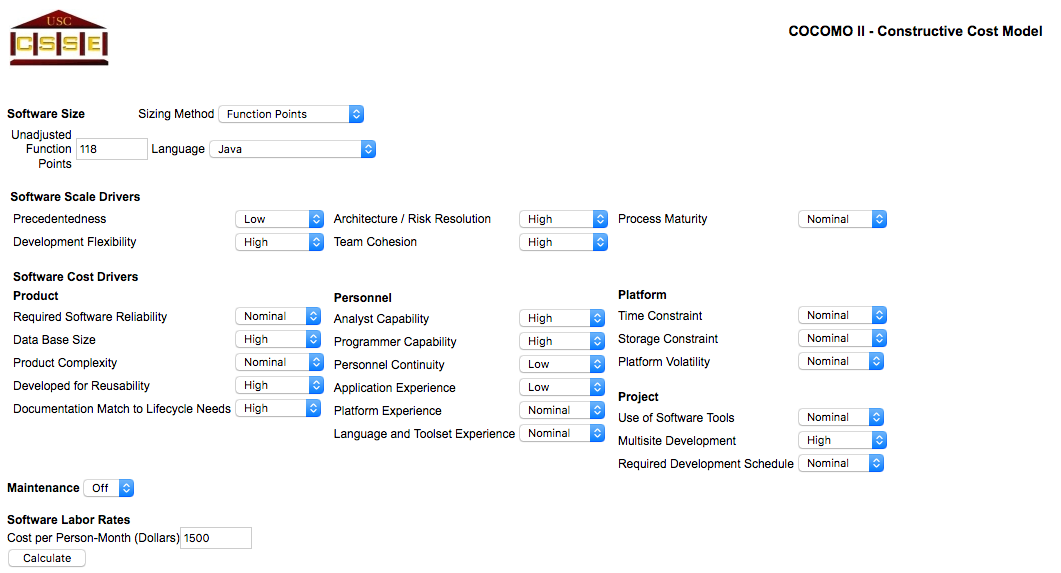 USC
CSSE
COCOMO II - Constructive Cost Model
Software Size Sizing Method Function Points
Unadjusted Function Points 118 Language Java
Software Scale Drivers
Precedentedness Low Architecture / Risk Resolution High Process Maturity Nominal
Development Flexibility High Team Cohesion High
Software Cost Drivers
Product
Required Software Reliability Nominal
Data Base Size High
Product Complexity Nominal
Developed for Reusability High
Documentation Match to Lifecycle Needs High
Personnel
Analyst Capability High
Programmer Capability High
Personnel Continuity Low
Application Experience Low
Platform Experience Nominal
Language and Toolset Experience Nominal
Platform
Time Constraint Nominal
Storage Constraint Nominal
Platform Volatility Nominal
Project
Use of Software Tools Nominal
Multisite Development High
Required Development Schedule Nominal
Maintenance Off
Software Labor Rates
Cost per Person-Month (Dollars) 1500
Calculate